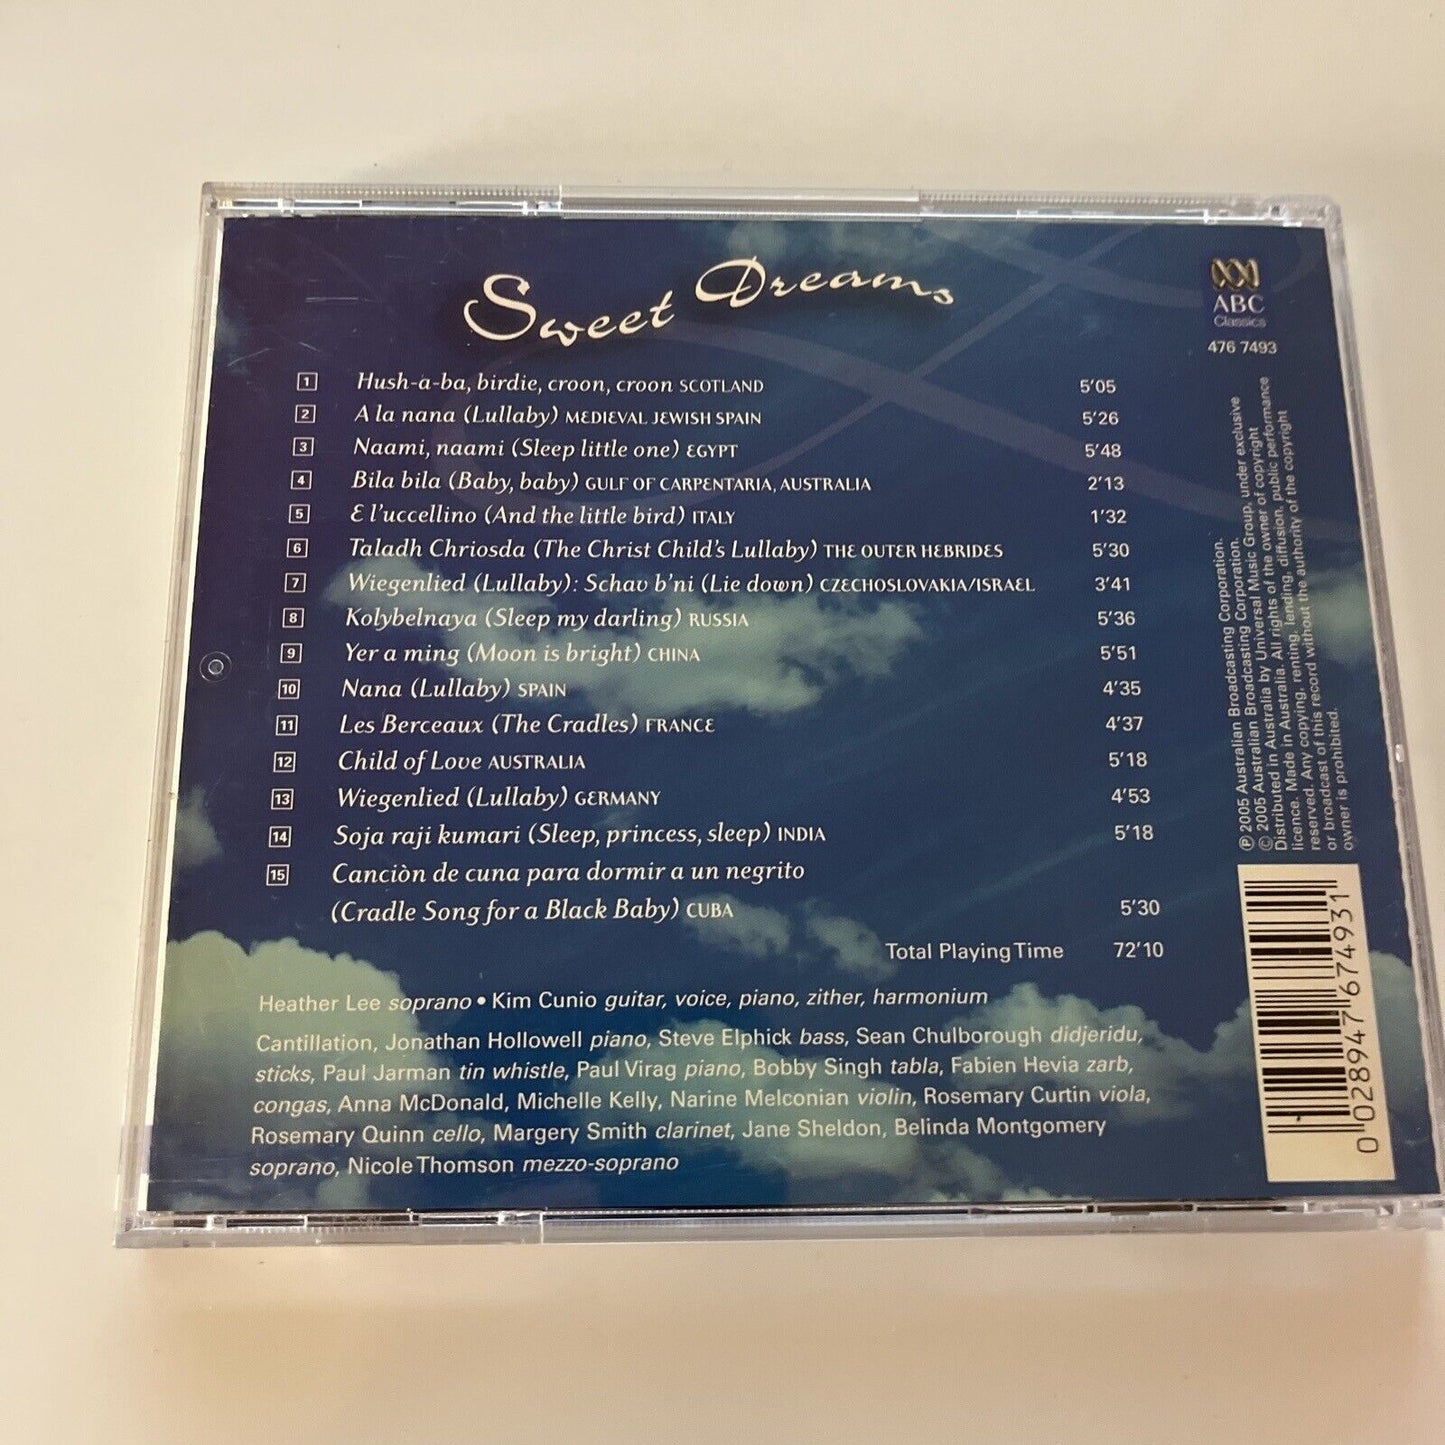 Sweet Dreams
ABC
Classics
476 7493
1 Hush-a-ba, birdie, croon, croon SCOTLAND 5'05
2 A la nana (Lullaby) MEDIEVAL JEWISH SPAIN 5'26
3 Naami, naami (Sleep little one) EGYPT 5'48
4 Bila bila (Baby, baby) GULF OF CARPENTARIA, AUSTRALIA 2'13
5 E l'uccellino (And the little bird) ITALY 1'32
6 Taladh Chriosda (The Christ Child's Lullaby) THE OUTER HEBRIDES 5'30
7 Wiegenlied (Lullaby): Schav b'ni (Lie down) CZECHOSLOVAKIA/ISRAEL 3'41
8 Kolybelnaya (Sleep my darling) RUSSIA 5'36
9 Yer a ming (Moon is bright) CHINA 5'51
10 Nana (Lullaby) SPAIN 4'35
11 Les Berceaux (The Cradles) FRANCE 4'37
12 Child of Love AUSTRALIA 5'18
13 Wiegenlied (Lullaby) GERMANY 4'53
14 Soja raji kumari (Sleep, princess, sleep) INDIA 5'18
15 Canciòn de cuna para dormir a un negrito
(Cradle Song for a Black Baby) CUBA 5'30
Total Playing Time 72'10
Heather Lee soprano • Kim Cunio guitar, voice, piano, zither, harmonium
Cantillation, Jonathan Hollowell piano, Steve Elphick bass, Sean Chulborough didjeridu,
sticks, Paul Jarman tin whistle, Paul Virag piano, Bobby Singh tabla, Fabien Hevia zarb,
congas, Anna McDonald, Michelle Kelly, Narine Melconian violin, Rosemary Curtin viola,
Rosemary Quinn cello, Margery Smith clarinet, Jane Sheldon, Belinda Montgomery
soprano, Nicole Thomson mezzo-soprano
℗ 2005 Australian Broadcasting Corporation.
© 2005 Australian Broadcasting Corporation.
Distributed in Australia by Universal Music Group, under exclusive
licence. Made in Australia. All rights of the owner of copyright
reserved. Any copying, renting, lending, diffusion, public performance
or broadcast of this record without the authority of the copyright
owner is prohibited.
0 028947 674931